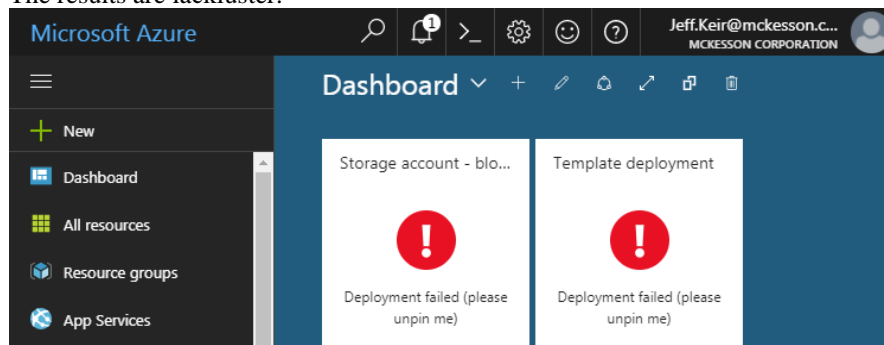 The results are lackluster:
Microsoft Azure
1
>_
?
Jeff.Keir@mckesson.c...
MCKESSON CORPORATION
Dashboard
New
Dashboard
All resources
Resource groups
App Services
Storage account - blo...
!
Deployment failed (please
unpin me)
Template deployment
!
Deployment failed (please
unpin me)